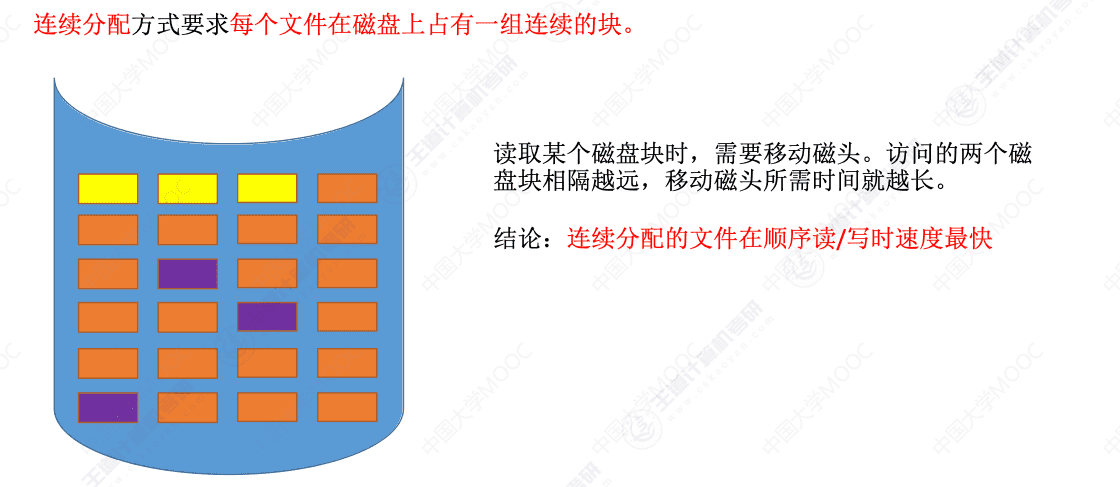 连续分配方式要求每个文件在磁盘上占有一组连续的块。
读取某个磁盘块时，需要移动磁头。访问的两个磁
盘块相隔越远，移动磁头所需时间就越长。
结论：连续分配的文件在顺序读/写时速度最快
中国大学MOOC
王道计算机考研
www.cskaoyan.com